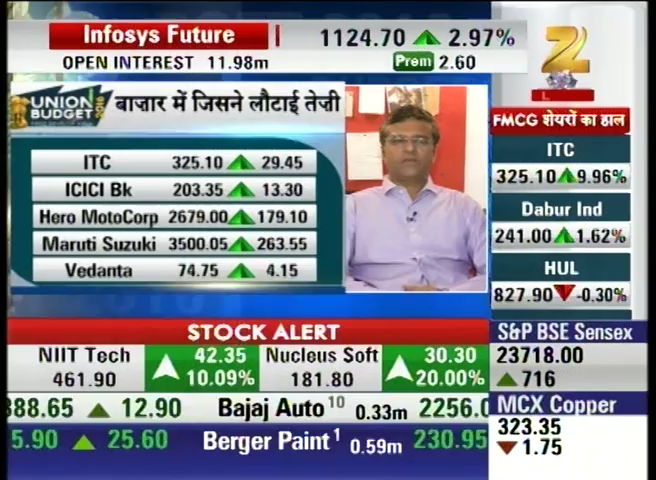 Infosys Future
1124.70 2.97%
OPEN INTEREST 11.98m
Prem 2.60
UNION
BUDGET
2016
बाज़ार में जिसने लौटाई तेजी
ITC 325.10 29.45
ICICI Bk 203.35 13.30
Hero MotoCorp 2679.00 179.10
Maruti Suzuki 3500.05 263.55
Vedanta 74.75 4.15
FMCG शेयरों का हाल
ITC
325.10 9.96%
Dabur Ind
241.00 1.62%
HUL
827.90 -0.30%
STOCK ALERT
NIIT Tech 42.35 Nucleus Soft 30.30
461.90 10.09% 181.80 20.00%
S&P BSE Sensex
23718.00
716
MCX Copper
323.35
1.75
388.65 12.90 Bajaj Auto 10 0.33m 2256.0
5.90 25.60 Berger Paint 1 0.59m 230.95